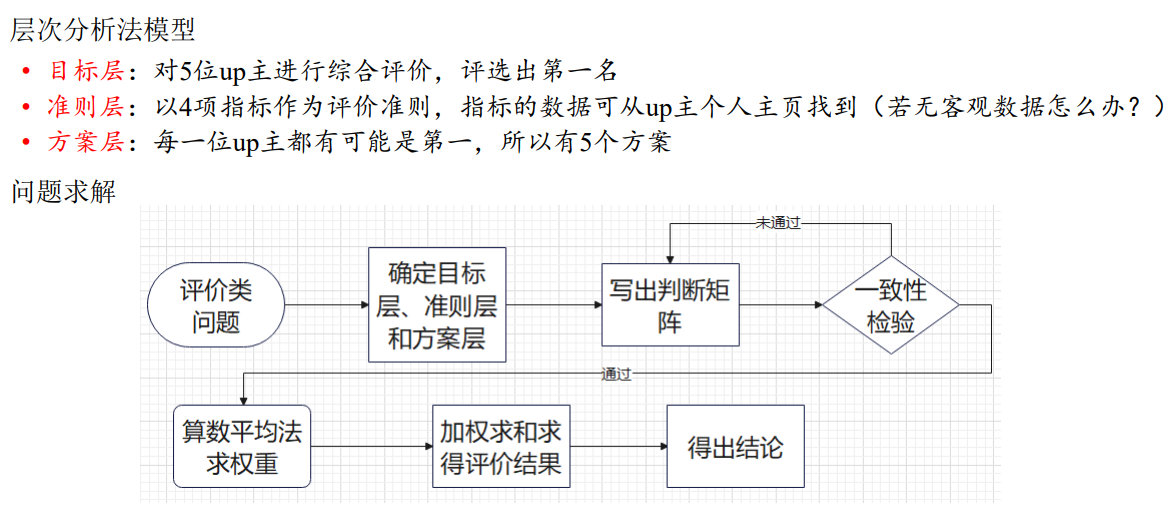 层次分析法模型
• 目标层：对5位up主进行综合评价，评选出第一名
• 准则层：以4项指标作为评价准则，指标的数据可从up主个人主页找到（若无客观数据怎么办？）
• 方案层：每一位up主都有可能是第一，所以有5个方案
问题求解
未通过
评价类
问题
确定目标
层、准则层
和方案层
写出判断矩
阵
一致性
检验
通过
算数平均法
求权重
加权求和求
得评价结果
得出结论